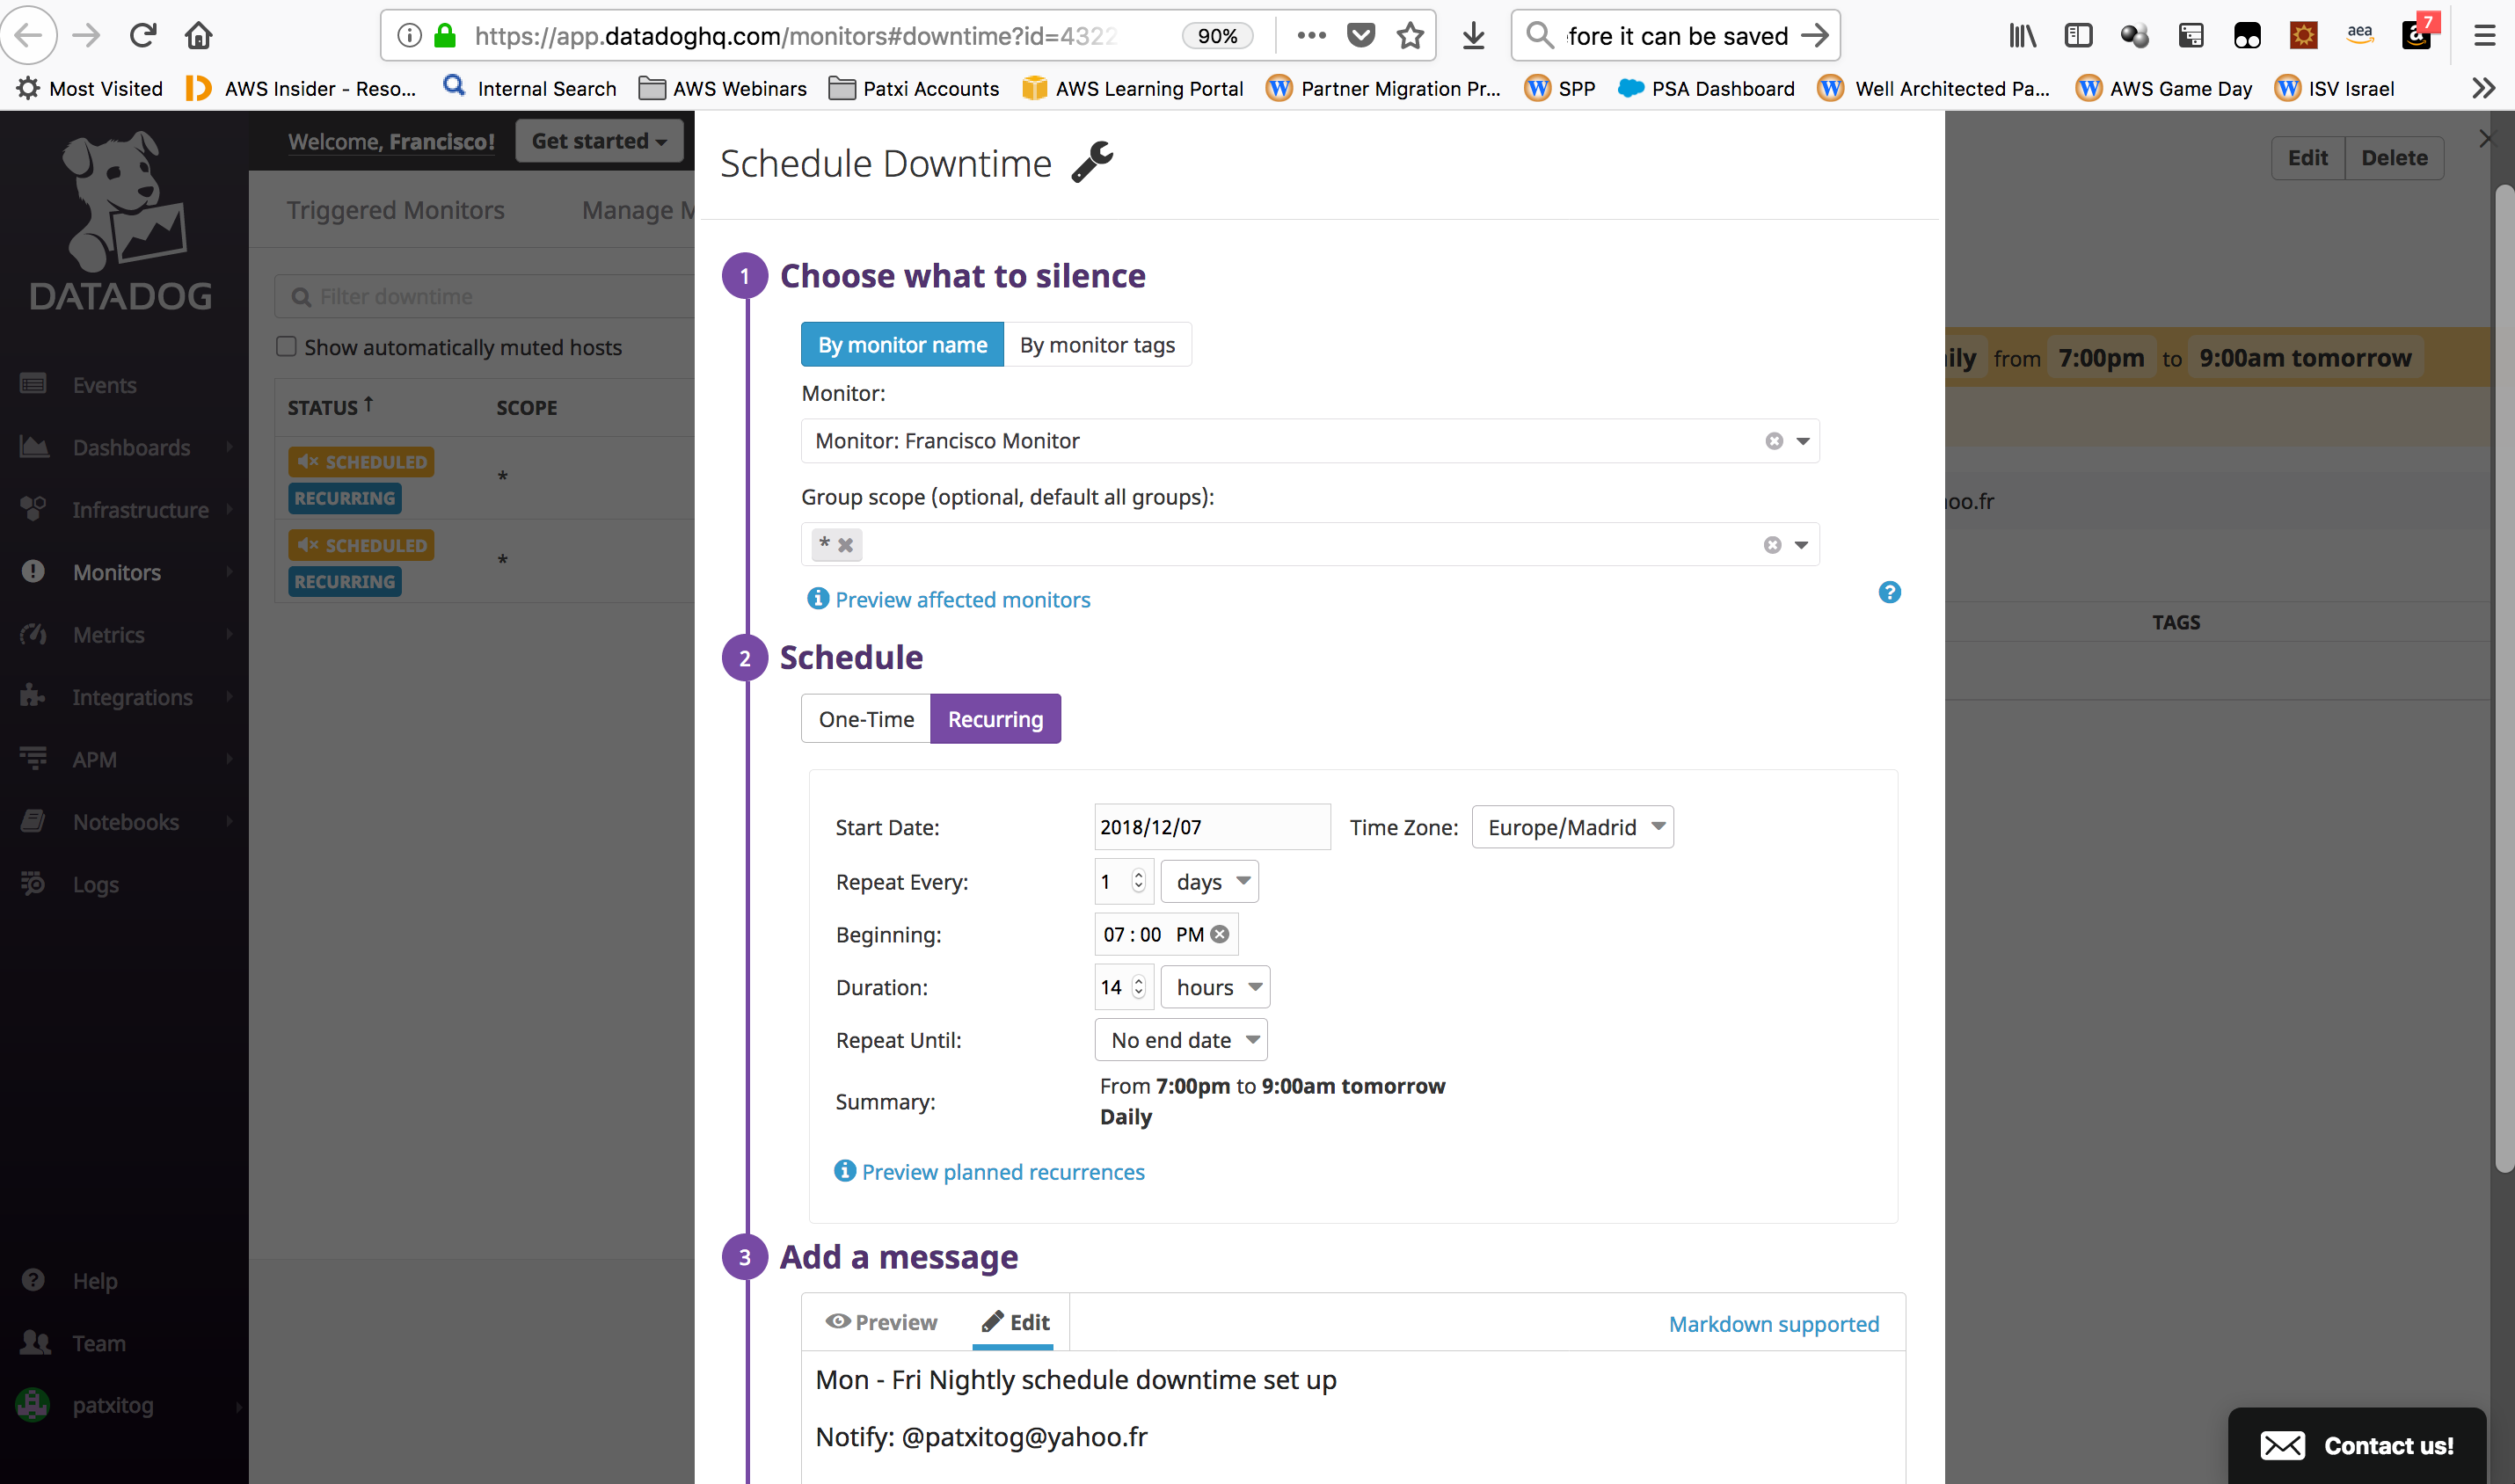 https://app.datadoghq.com/monitors#downtime?id=4322
90%
fore it can be saved
aea
7
Most Visited
AWS Insider - Reso...
Internal Search
AWS Webinars
Patxi Accounts
AWS Learning Portal
Partner Migration Pr...
SPP
PSA Dashboard
Well Architected Pa...
AWS Game Day
ISV Israel
DATADOG
Events
Dashboards
Infrastructure
Monitors
Metrics
Integrations
APM
Notebooks
Logs
Help
Team
patxitog
Welcome, Francisco!
Get started
Triggered Monitors
Manage M
Filter downtime
Show automatically muted hosts
STATUS SCOPE
SCHEDULED
RECURRING
*
SCHEDULED
RECURRING
*
Schedule Downtime
1 Choose what to silence
By monitor name By monitor tags
Monitor:
Monitor: Francisco Monitor
Group scope (optional, default all groups):
*
Preview affected monitors
2 Schedule
One-Time Recurring
Start Date: 2018/12/07 Time Zone: Europe/Madrid
Repeat Every: 1 days
Beginning: 07 : 00 PM
Duration: 14 hours
Repeat Until: No end date
Summary: From 7:00pm to 9:00am tomorrow
Daily
Preview planned recurrences
3 Add a message
Preview Edit Markdown supported
Mon - Fri Nightly schedule downtime set up
Notify: @patxitog@yahoo.fr
Edit Delete
ily from 7:00pm to 9:00am tomorrow
oo.fr
TAGS
Contact us!